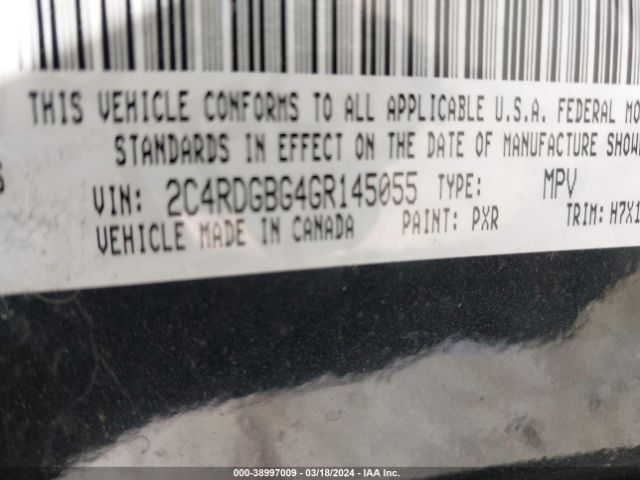 THIS VEHICLE CONFORMS TO ALL APPLICABLE U.S.A. FEDERAL MO
STANDARDS IN EFFECT ON THE DATE OF MANUFACTURE SHOW
VIN: 2C4RDGBG4GR145055 TYPE: MPV
VEHICLE MADE IN CANADA PAINT: PXR TRIM: H7X1
000-38997009 — 03/18/2024 — IAA Inc.